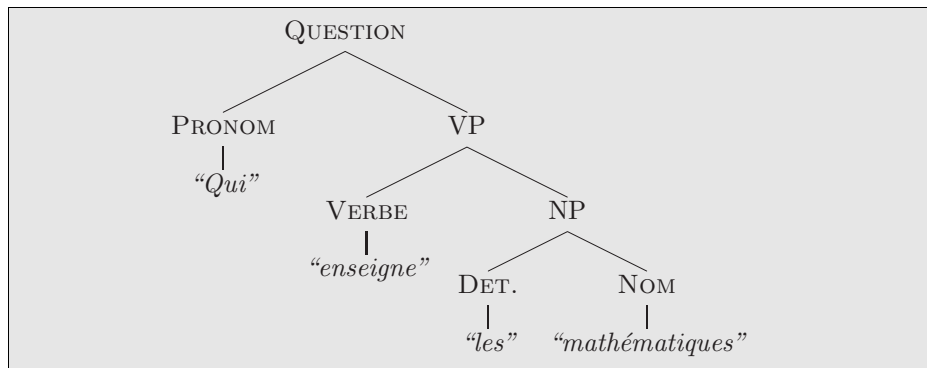 QUESTION
PRONOM VP
“Qui”
VERBE NP
“enseigne”
DET. NOM
“les” “mathématiques”